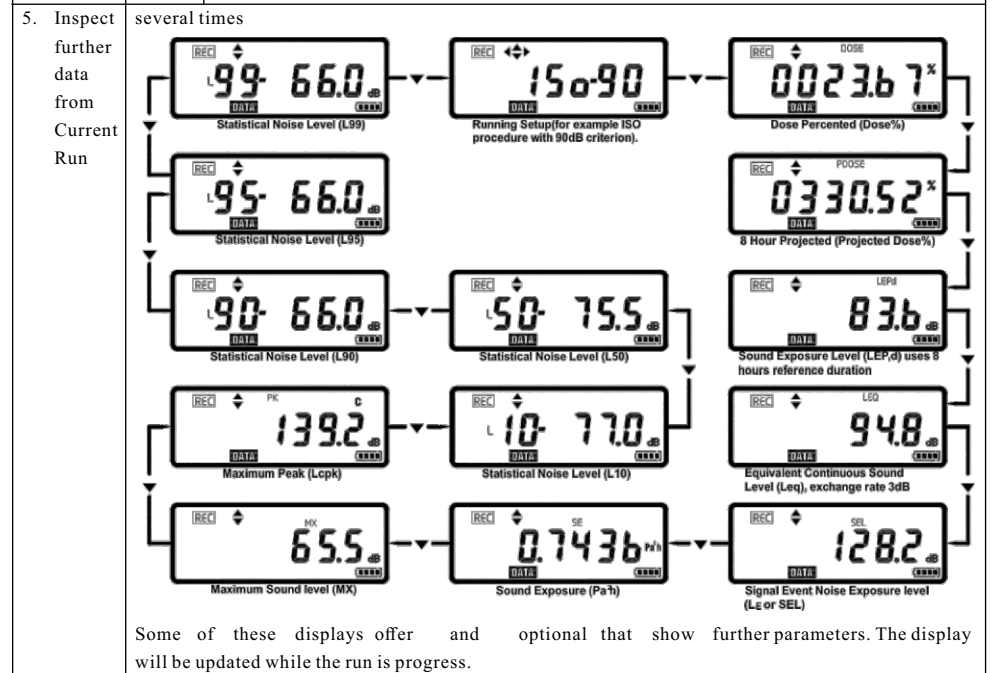 5. Inspect further data from Current Run
several times
REC
L99- 66.0 dB
DATA
Statistical Noise Level (L99)
REC
ISo-90
DATA
Running Setup(for example ISO
procedure with 90dB criterion).
REC DOSE
0023.b7 %
DATA
Dose Percented (Dose%)
REC
L95- 66.0 dB
DATA
Statistical Noise Level (L95)
REC PDOSE
0330.52 %
DATA
8 Hour Projected (Projected Dose%)
REC
L90- 66.0 dB
DATA
Statistical Noise Level (L90)
REC
L50- 75.5 dB
DATA
Statistical Noise Level (L50)
REC LEPd
83.b dB
DATA
Sound Exposure Level (LEP,d) uses 8
hours reference duration
REC PK C
139.2 dB
DATA
Maximum Peak (Lcpk)
REC
L 10- 77.0 dB
DATA
Statistical Noise Level (L10)
REC LEQ
94.8 dB
DATA
Equivalent Continuous Sound
Level (Leq), exchange rate 3dB
REC MX
65.5 dB
DATA
Maximum Sound level (MX)
REC SE
0.743b Pa²h
DATA
Sound Exposure (Pa²h)
REC SEL
128.2 dB
DATA
Signal Event Noise Exposure level
(LE or SEL)
Some of these displays offer and optional that show further parameters. The display
will be updated while the run is progress.